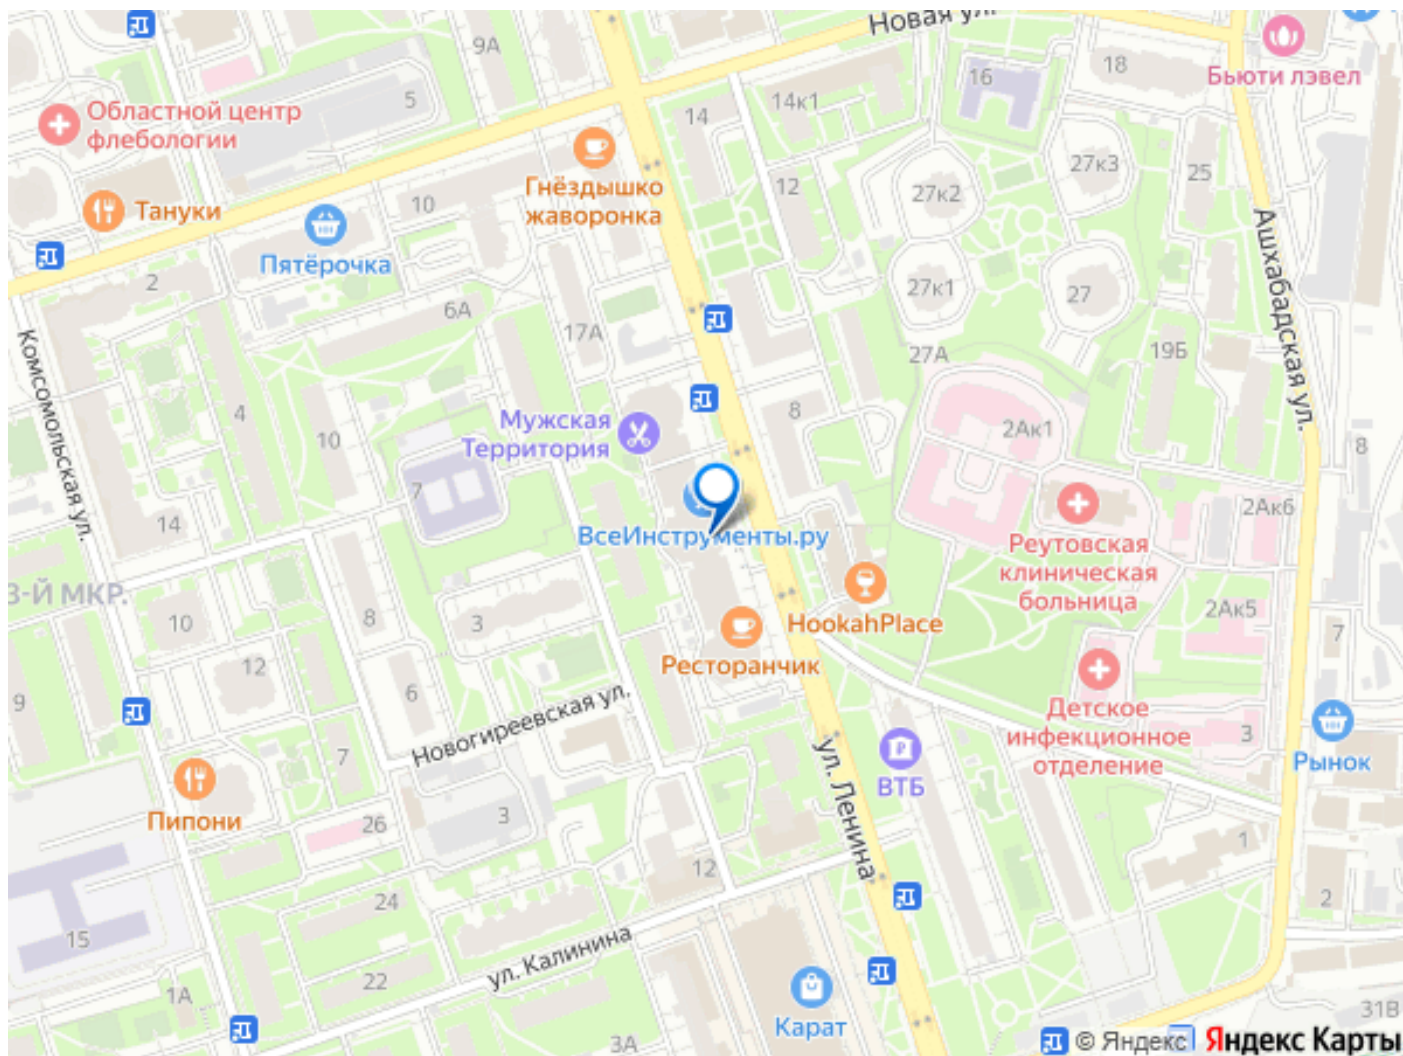 Новая ул.
9А
16
18
Бьюти лэвел
Областной центр
флебологии
5
14
14к1
Гнёздышко
жаворонка
12
27к2
27к3
25
Тануки
10
Пятёрочка
2
6А
17А
27к1
27
Ашхабадская ул.
27А
19Б
Комсомольская ул.
4
10
Мужская
Территория
8
2Ак1
8
7
14
ВсеИнструменты.ру
2Ак6
Реутовская
клиническая
больница
3-Й МКР.
10
8
3
HookahPlace
2Ак5
7
Ресторанчик
12
6
9
Новогиреевская ул.
Детское
инфекционное
отделение
3
Рынок
7
ул. Ленина
ВТБ
Пипони
26
3
1
12
24
2
15
ул. Калинина
22
1А
Карат
3А
31В
© Яндекс Яндекс Карты